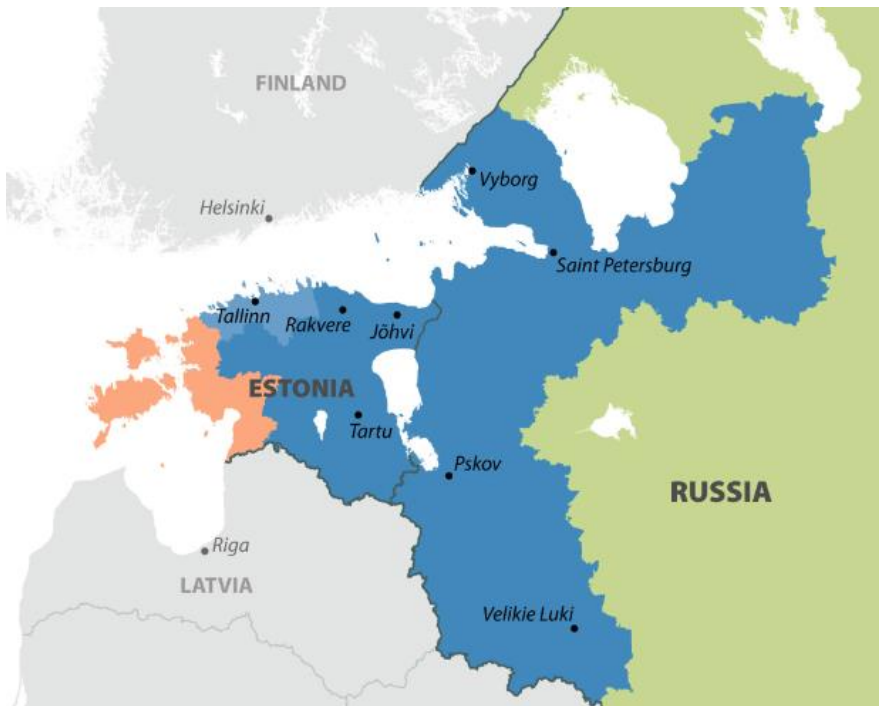 FINLAND
Vyborg
Helsinki
Saint Petersburg
Tallinn
Rakvere
Jõhvi
ESTONIA
Tartu
Pskov
RUSSIA
Riga
LATVIA
Velikie Luki